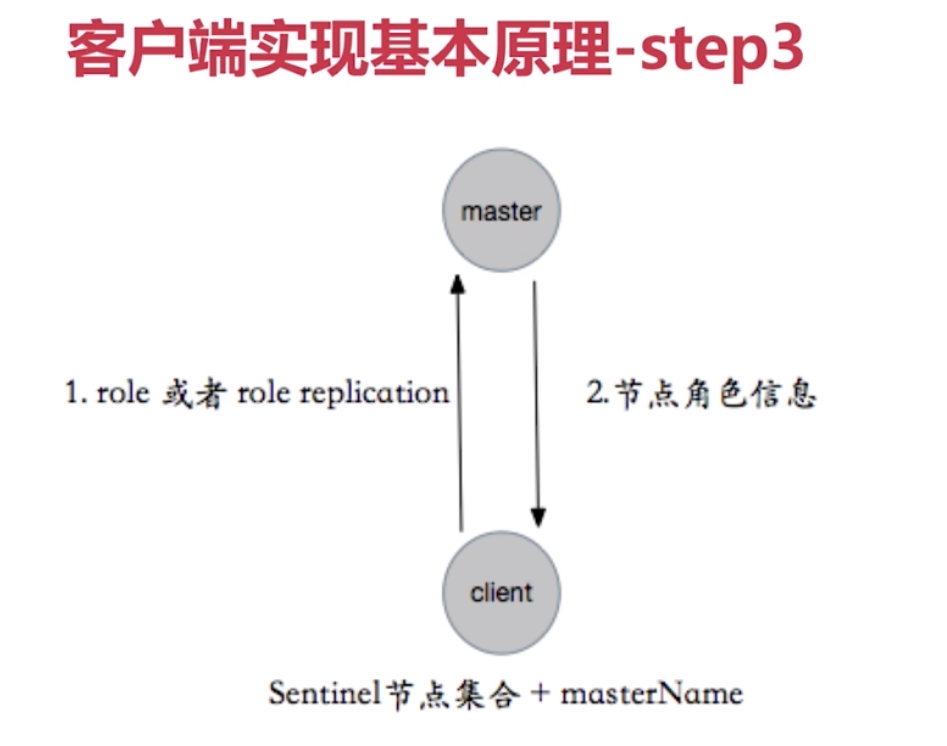 客户端实现基本原理-step3
master
1. role 或者 role replication
2.节点角色信息
client
Sentinel节点集合 + masterName